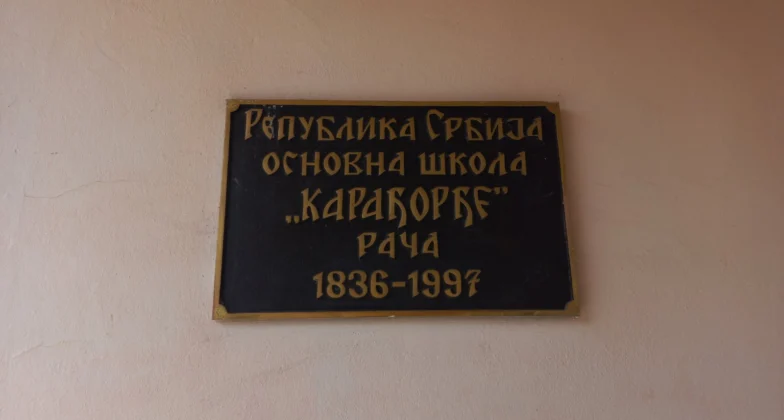 Република Србија
основна школа
„КАРАЂОРЂЕ”
РАЧА
1836-1997